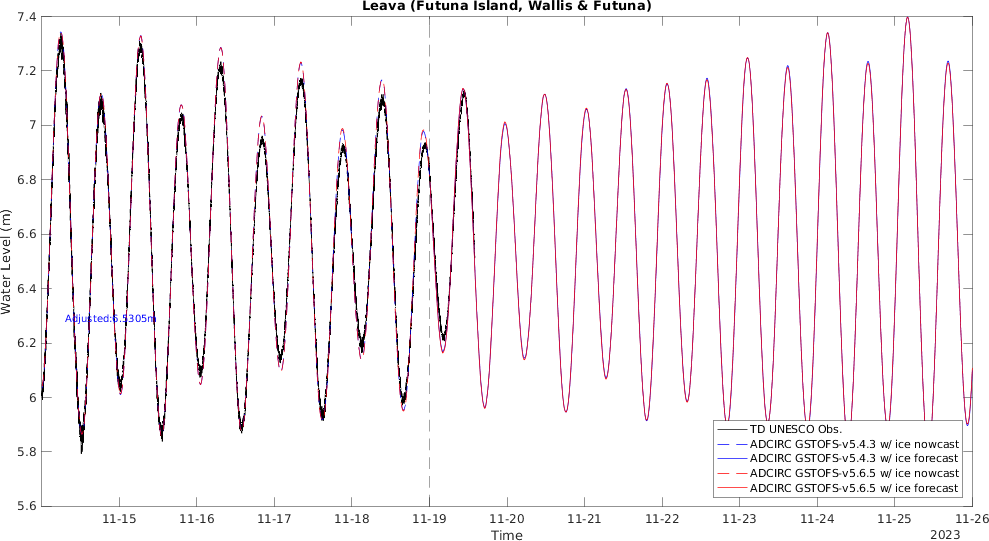 Leava (Futuna Island, Wallis & Futuna)
7.4
7.2
7
6.8
6.6
6.4
6.2
6
5.8
5.6
Water Level (m)
Adjusted:6.5305m
TD UNESCO Obs.
ADCIRC GSTOFS-v5.4.3 w/ ice nowcast
ADCIRC GSTOFS-v5.4.3 w/ ice forecast
ADCIRC GSTOFS-v5.6.5 w/ ice nowcast
ADCIRC GSTOFS-v5.6.5 w/ ice forecast
11-15 11-16 11-17 11-18 11-19 11-20 11-21 11-22 11-23 11-24 11-25 11-26
Time
2023